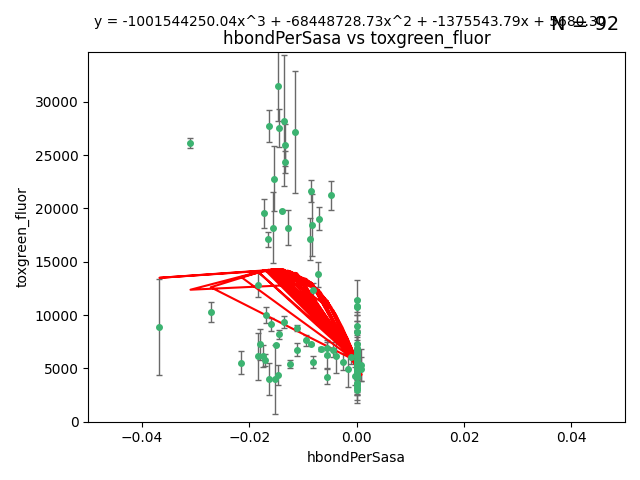 y = -1001544250.04x^3 + -68448728.73x^2 + -1375543.79x + 5680.30
N = 92
hbondPerSasa vs toxgreen_fluor
toxgreen_fluor
30000
25000
20000
15000
10000
5000
0
−0.04
−0.02
0.00
0.02
0.04
hbondPerSasa